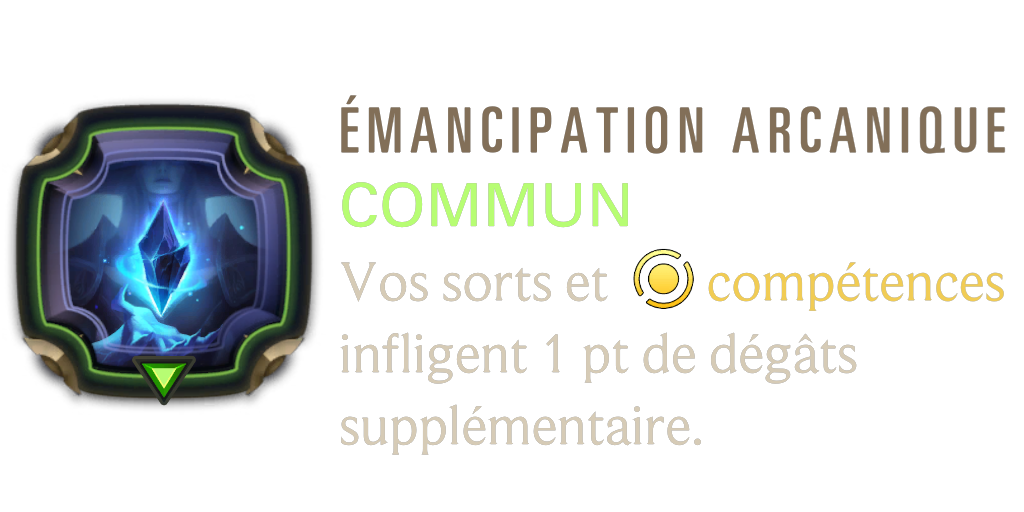 ÉMANCIPATION ARCANIQUE
COMMUN
Vos sorts et compétences
infligent 1 pt de dégâts
supplémentaire.